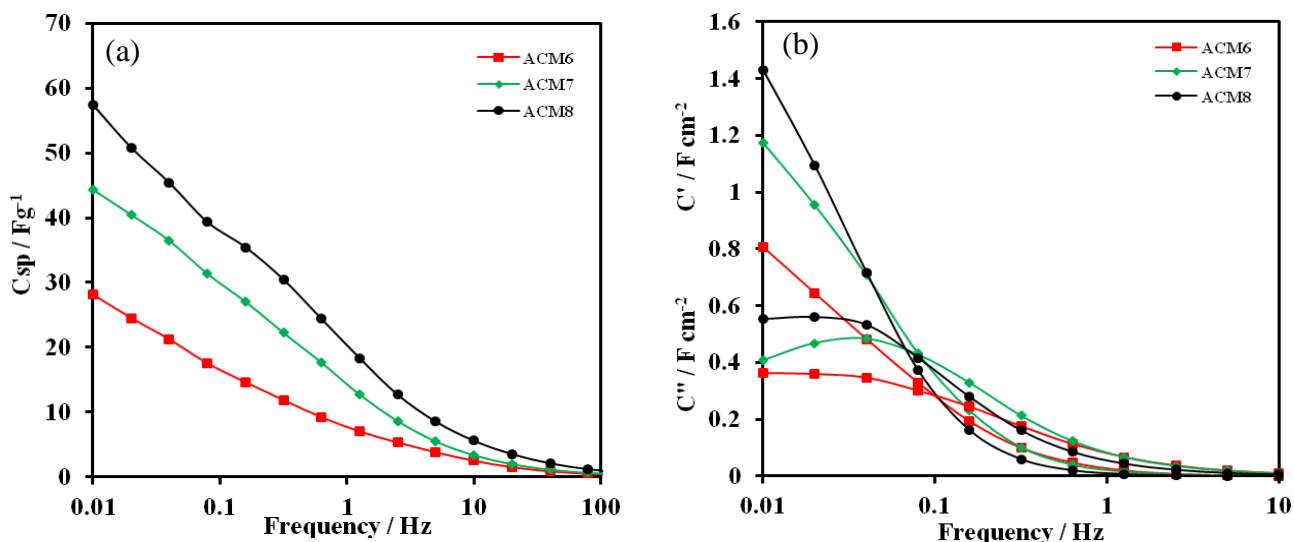 (a)
70
60
50
40
30
20
10
0
Csp / Fg⁻¹
0.01 0.1 1 10 100
Frequency / Hz
ACM6
ACM7
ACM8
(b)
1.6
1.4
1.2
1
0.8
0.6
0.4
0.2
0
C' / F cm⁻²
C" / F cm⁻²
0.01 0.1 1 10
Frequency / Hz
ACM6
ACM7
ACM8